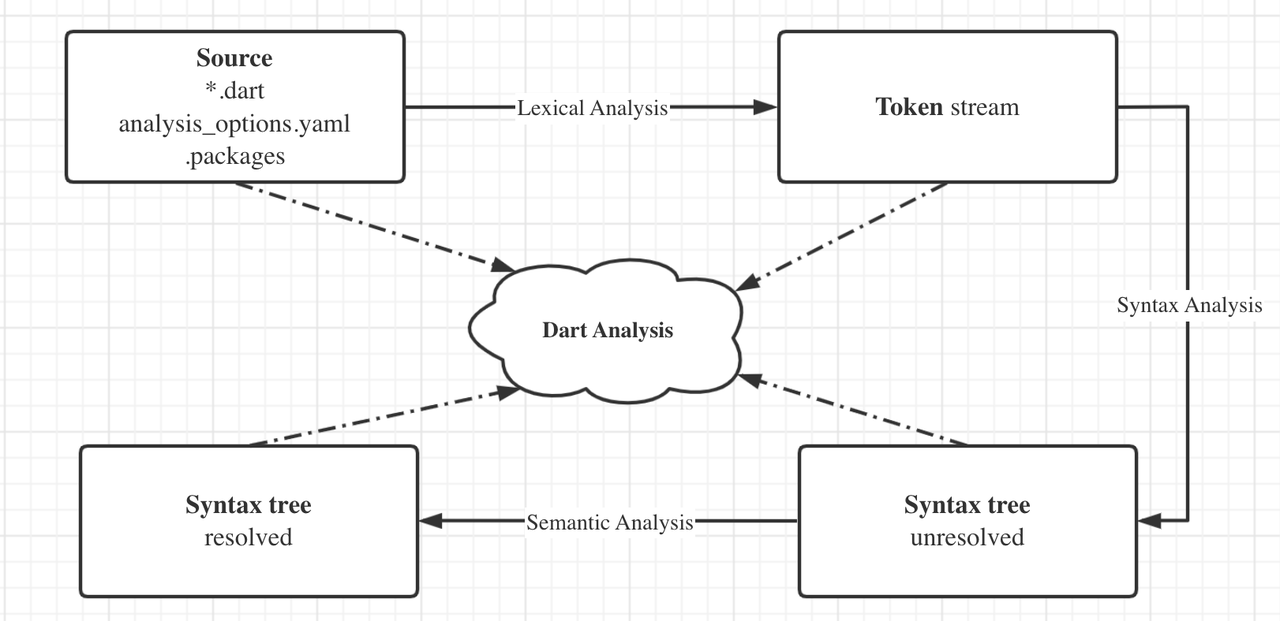 Source
*.dart
analysis_options.yaml
.packages
Lexical Analysis
Token stream
Syntax Analysis
Dart Analysis
Syntax tree
resolved
Semantic Analysis
Syntax tree
unresolved